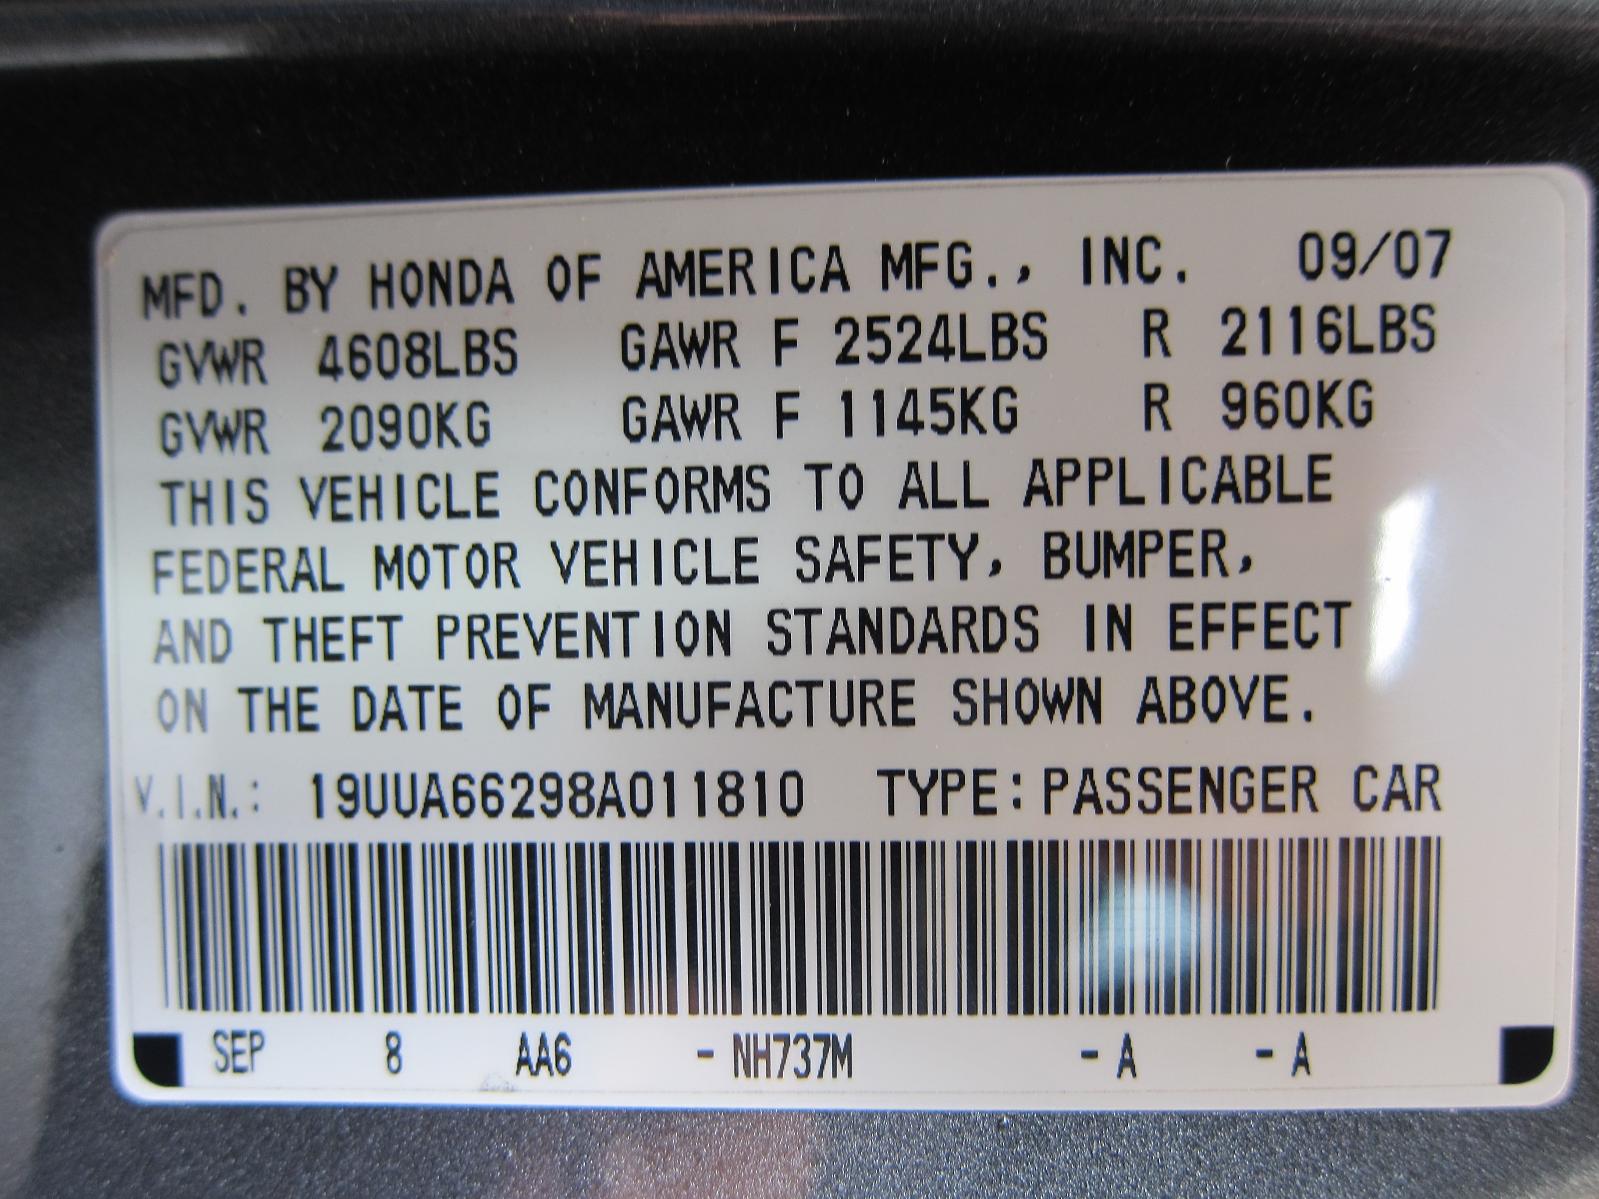 MFD. BY HONDA OF AMERICA MFG., INC. 09/07
GVWR 4608LBS GAWR F 2524LBS R 2116LBS
GVWR 2090KG GAWR F 1145KG R 960KG
THIS VEHICLE CONFORMS TO ALL APPLICABLE
FEDERAL MOTOR VEHICLE SAFETY, BUMPER,
AND THEFT PREVENTION STANDARDS IN EFFECT
ON THE DATE OF MANUFACTURE SHOWN ABOVE.
V.I.N.: 19UUA66298A011810 TYPE:PASSENGER CAR
SEP 8 AA6 - NH737M - A - A